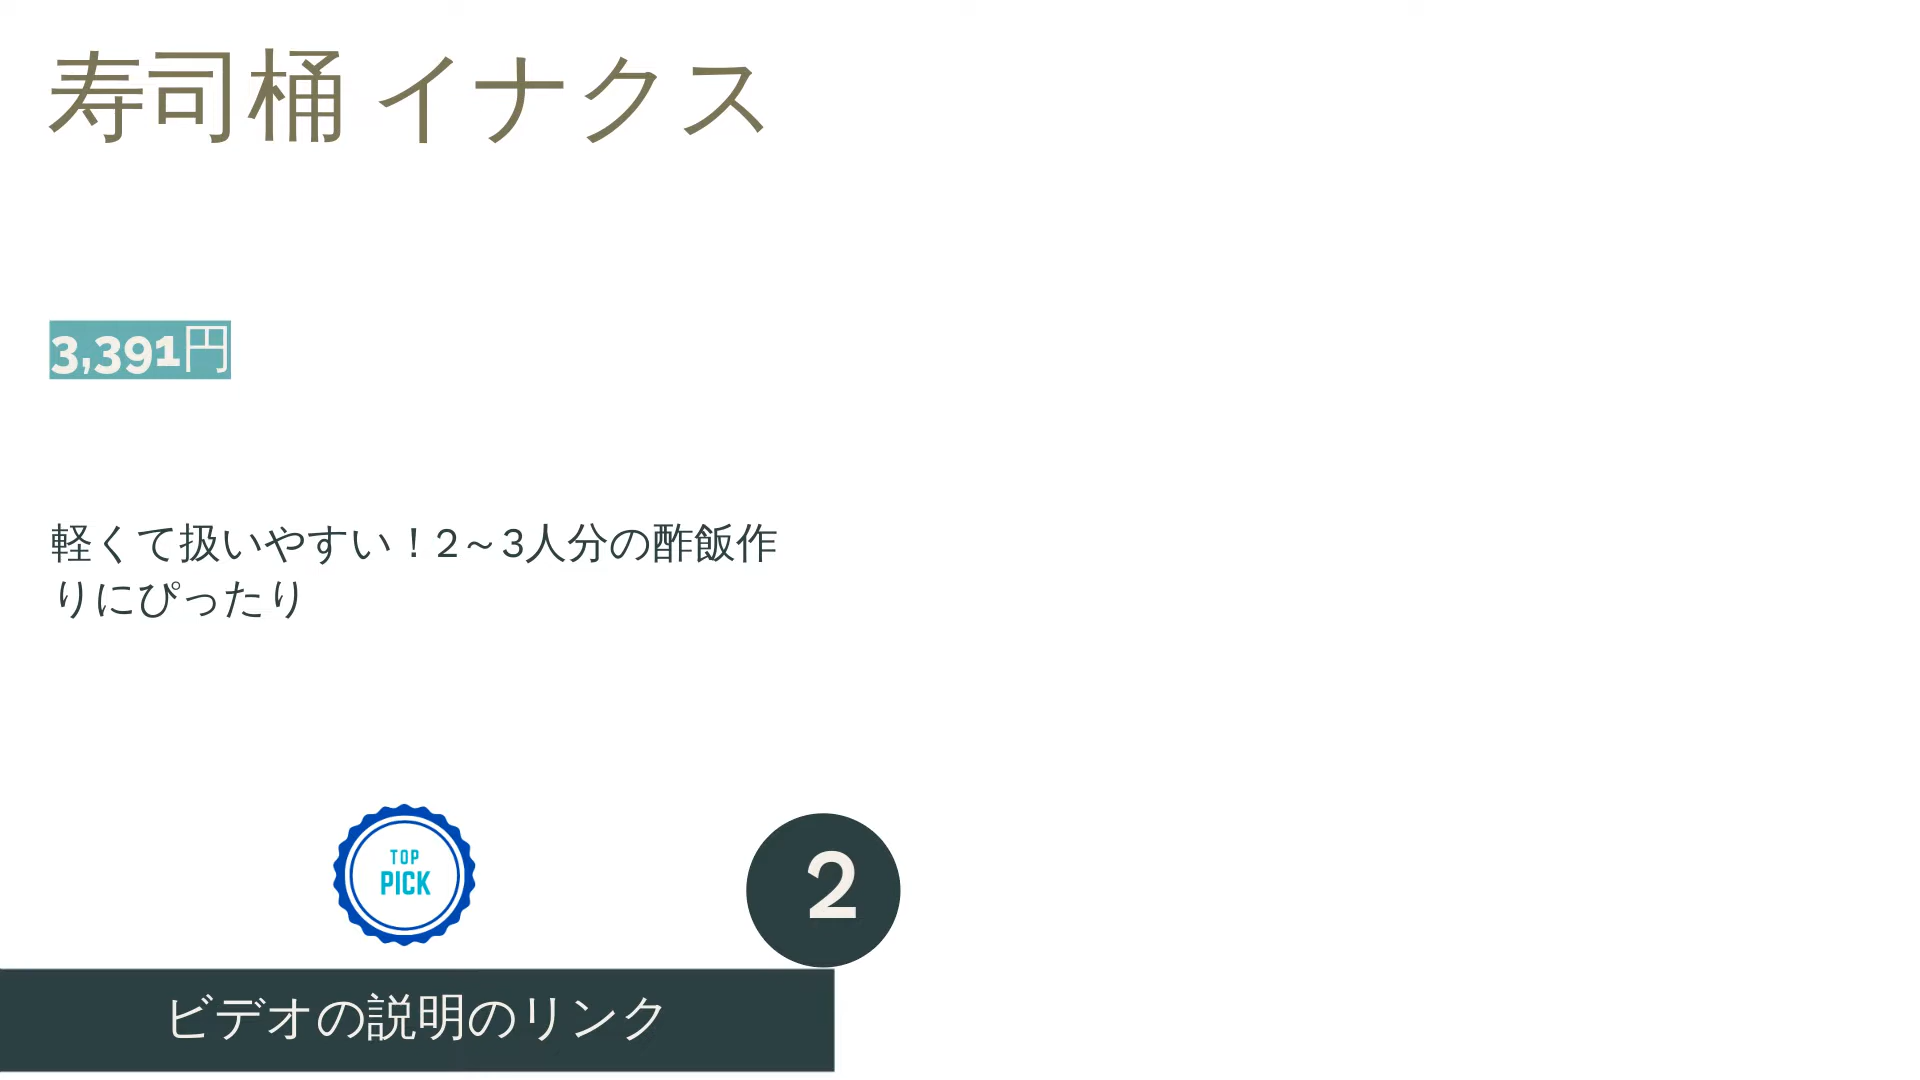 寿司桶 イナクス
3,391円
軽くて扱いやすい！2～3人分の酢飯作
りにぴったり
TOP
PICK
2
ビデオの説明のリンク